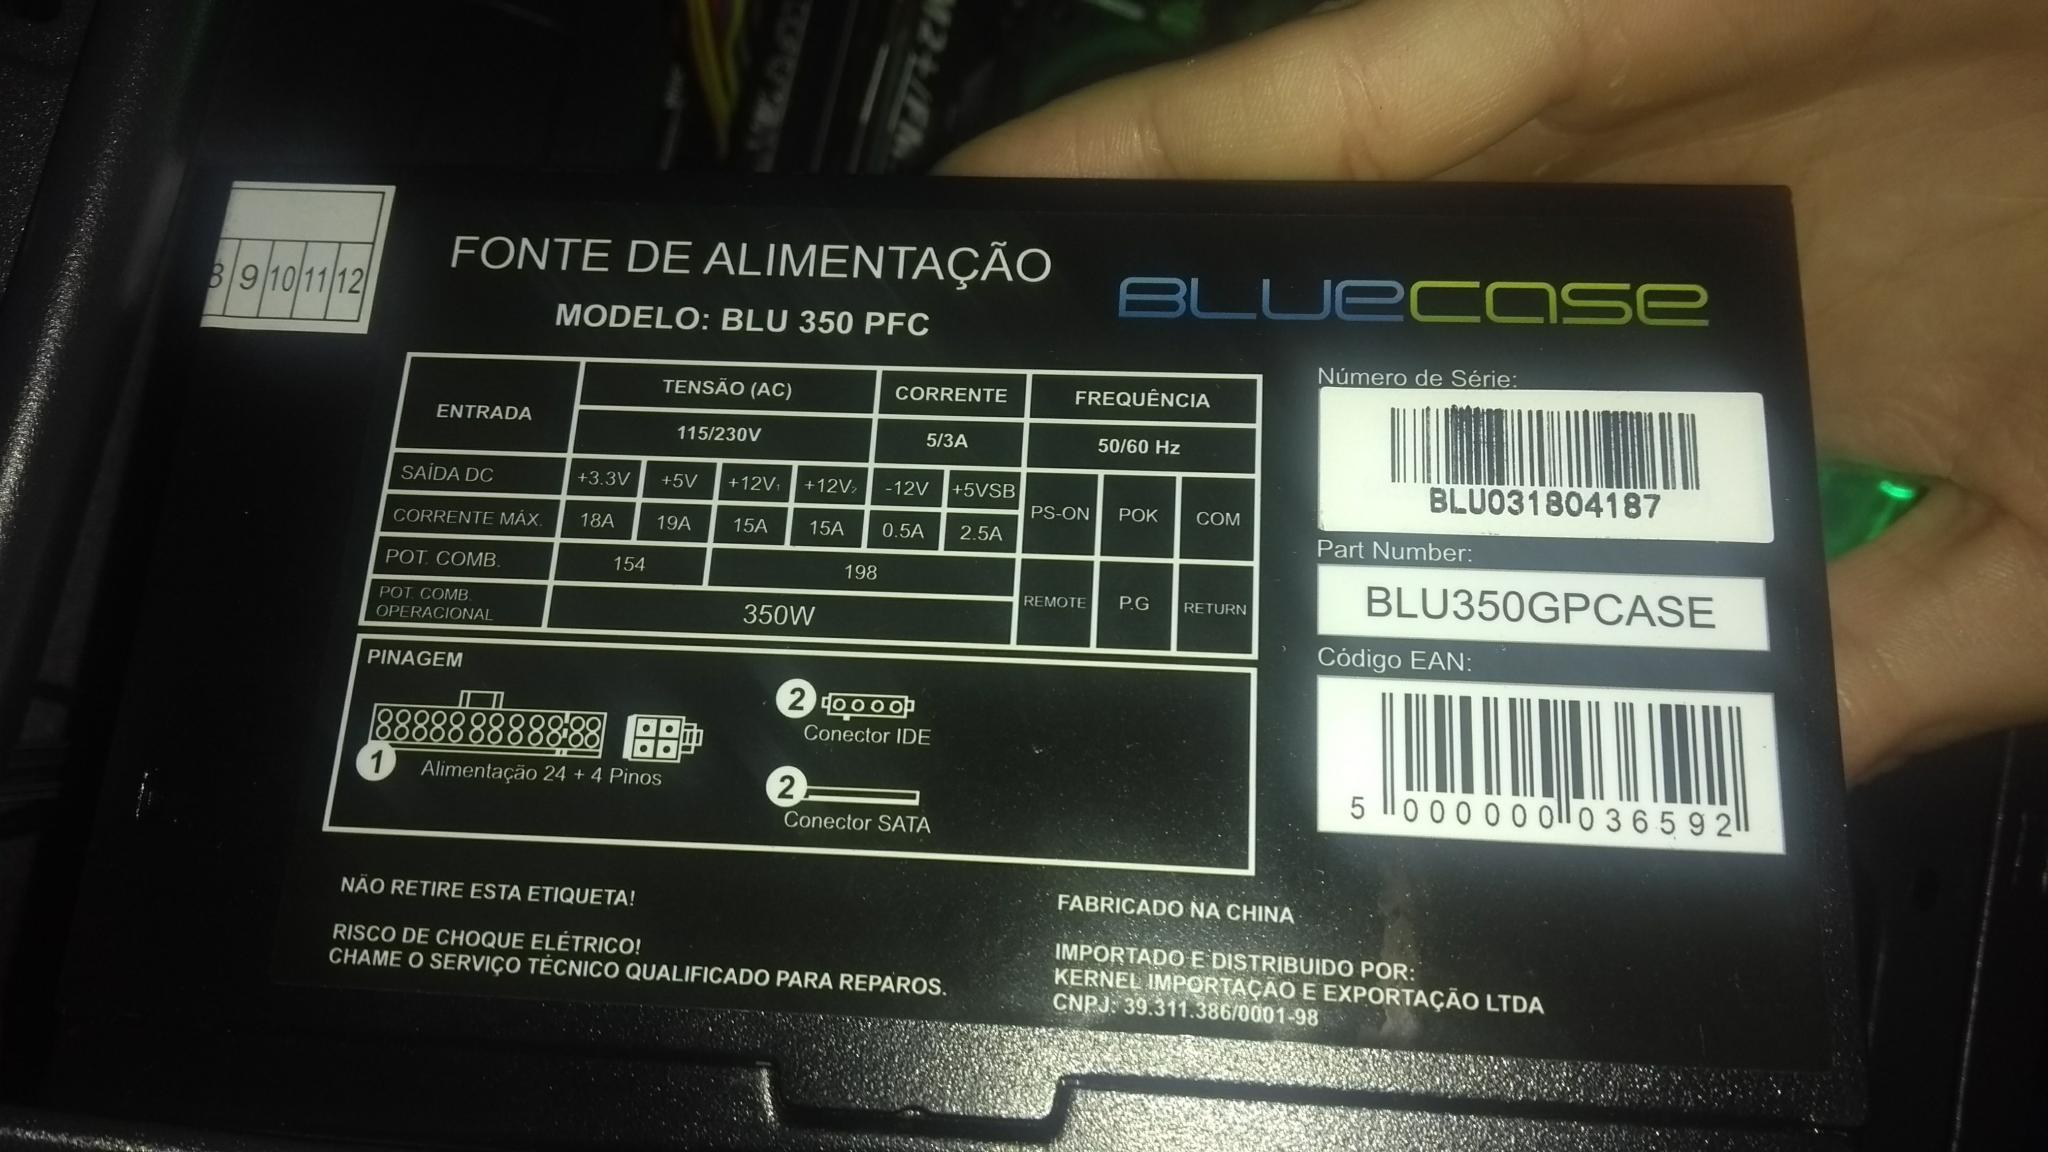 M2+/
8 9 10 11 12
FONTE DE ALIMENTAÇÃO
MODELO: BLU 350 PFC
BLUECASE
ENTRADA TENSÃO (AC) CORRENTE FREQUÊNCIA
115/230V 5/3A 50/60 Hz
SAÍDA DC +3.3V +5V +12V1 +12V2 -12V +5VSB PS-ON POK COM
CORRENTE MÁX. 18A 19A 15A 15A 0.5A 2.5A
POT. COMB. 154 198 REMOTE P.G RETURN
POT. COMB. OPERACIONAL 350W
PINAGEM
1 Alimentação 24 + 4 Pinos
2 Conector IDE
2 Conector SATA
Número de Série:
BLU031804187
Part Number:
BLU350GPCASE
Código EAN:
5 000000 036592
NÃO RETIRE ESTA ETIQUETA!
RISCO DE CHOQUE ELÉTRICO!
CHAME O SERVIÇO TÉCNICO QUALIFICADO PARA REPAROS.
FABRICADO NA CHINA
IMPORTADO E DISTRIBUIDO POR:
KERNEL IMPORTAÇÃO E EXPORTAÇÃO LTDA
CNPJ: 39.311.386/0001-98